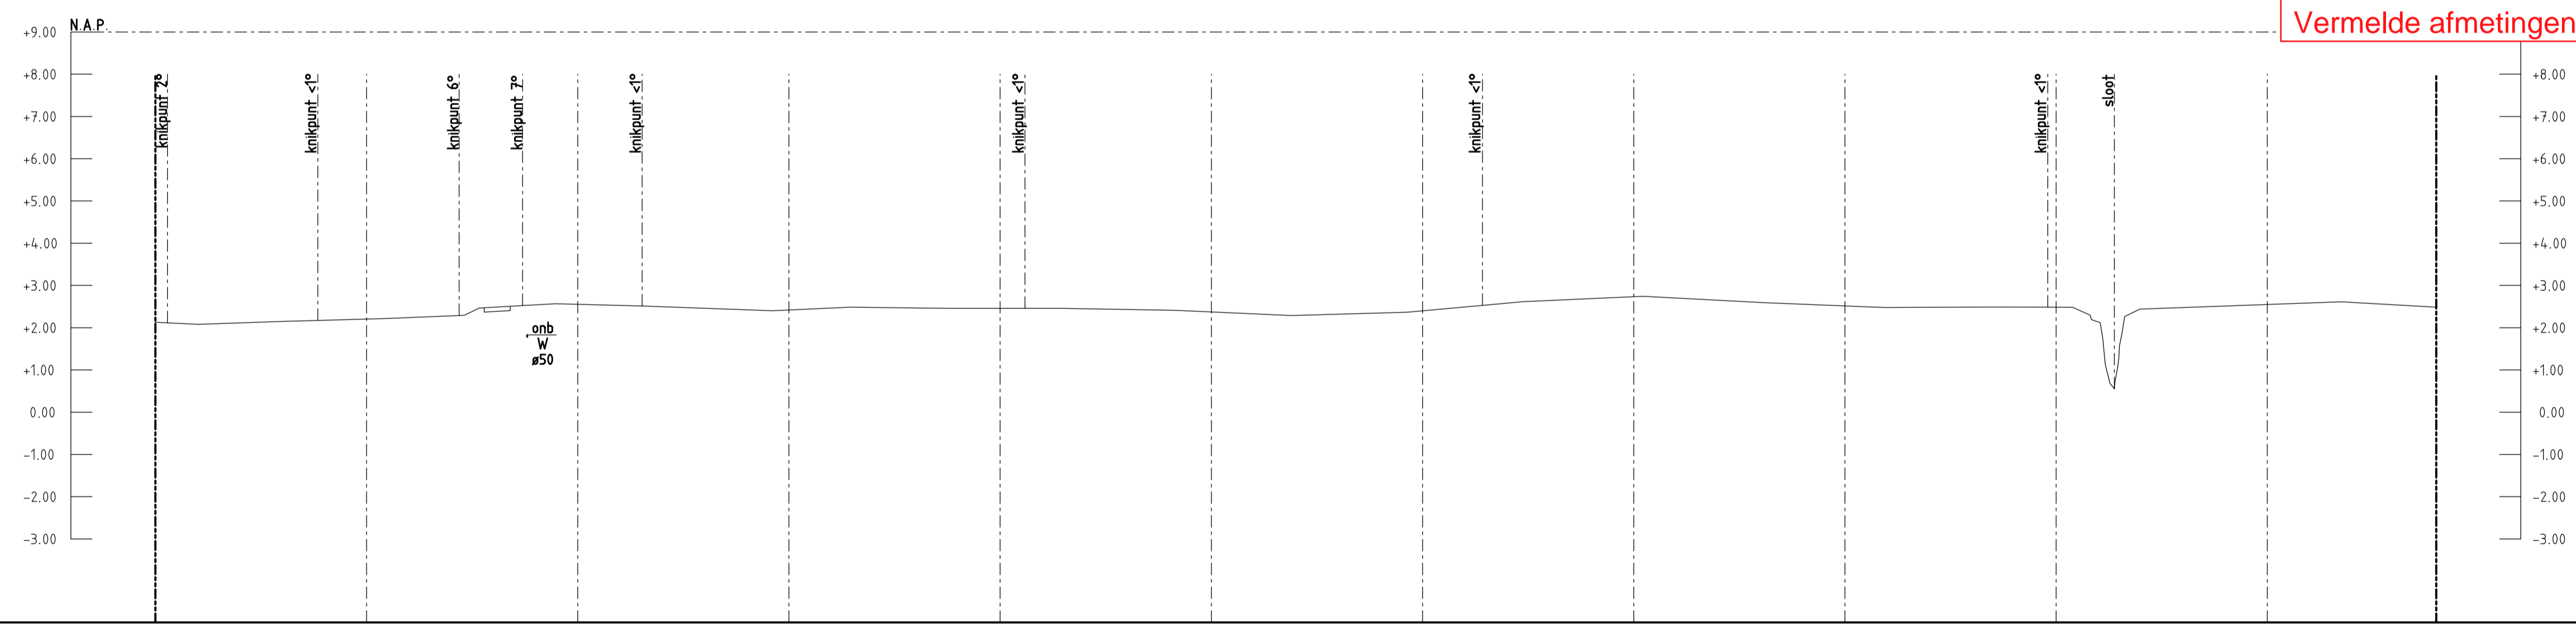 N.A.P.
Vermelde afmetingen
+9.00
+8.00
+7.00
+6.00
+5.00
+4.00
+3.00
+2.00
+1.00
0.00
-1.00
-2.00
-3.00
knikpunt 2°
knikpunt <1°
knikpunt 6°
knikpunt 7°
knikpunt <1°
knikpunt <1°
knikpunt <1°
knikpunt <1°
sloot
onb
W
ø50
+8.00
+7.00
+6.00
+5.00
+4.00
+3.00
+2.00
+1.00
0.00
-1.00
-2.00
-3.00